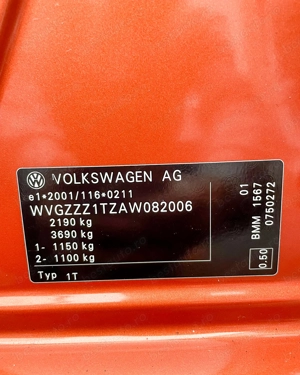 VOLKSWAGEN AG
e1*2001/116*0211
WVGZZZ1TZAW082006
2190 kg
3690 kg
1- 1150 kg
2- 1100 kg
Typ 1T
01
BMM 1567
0750272
0.50